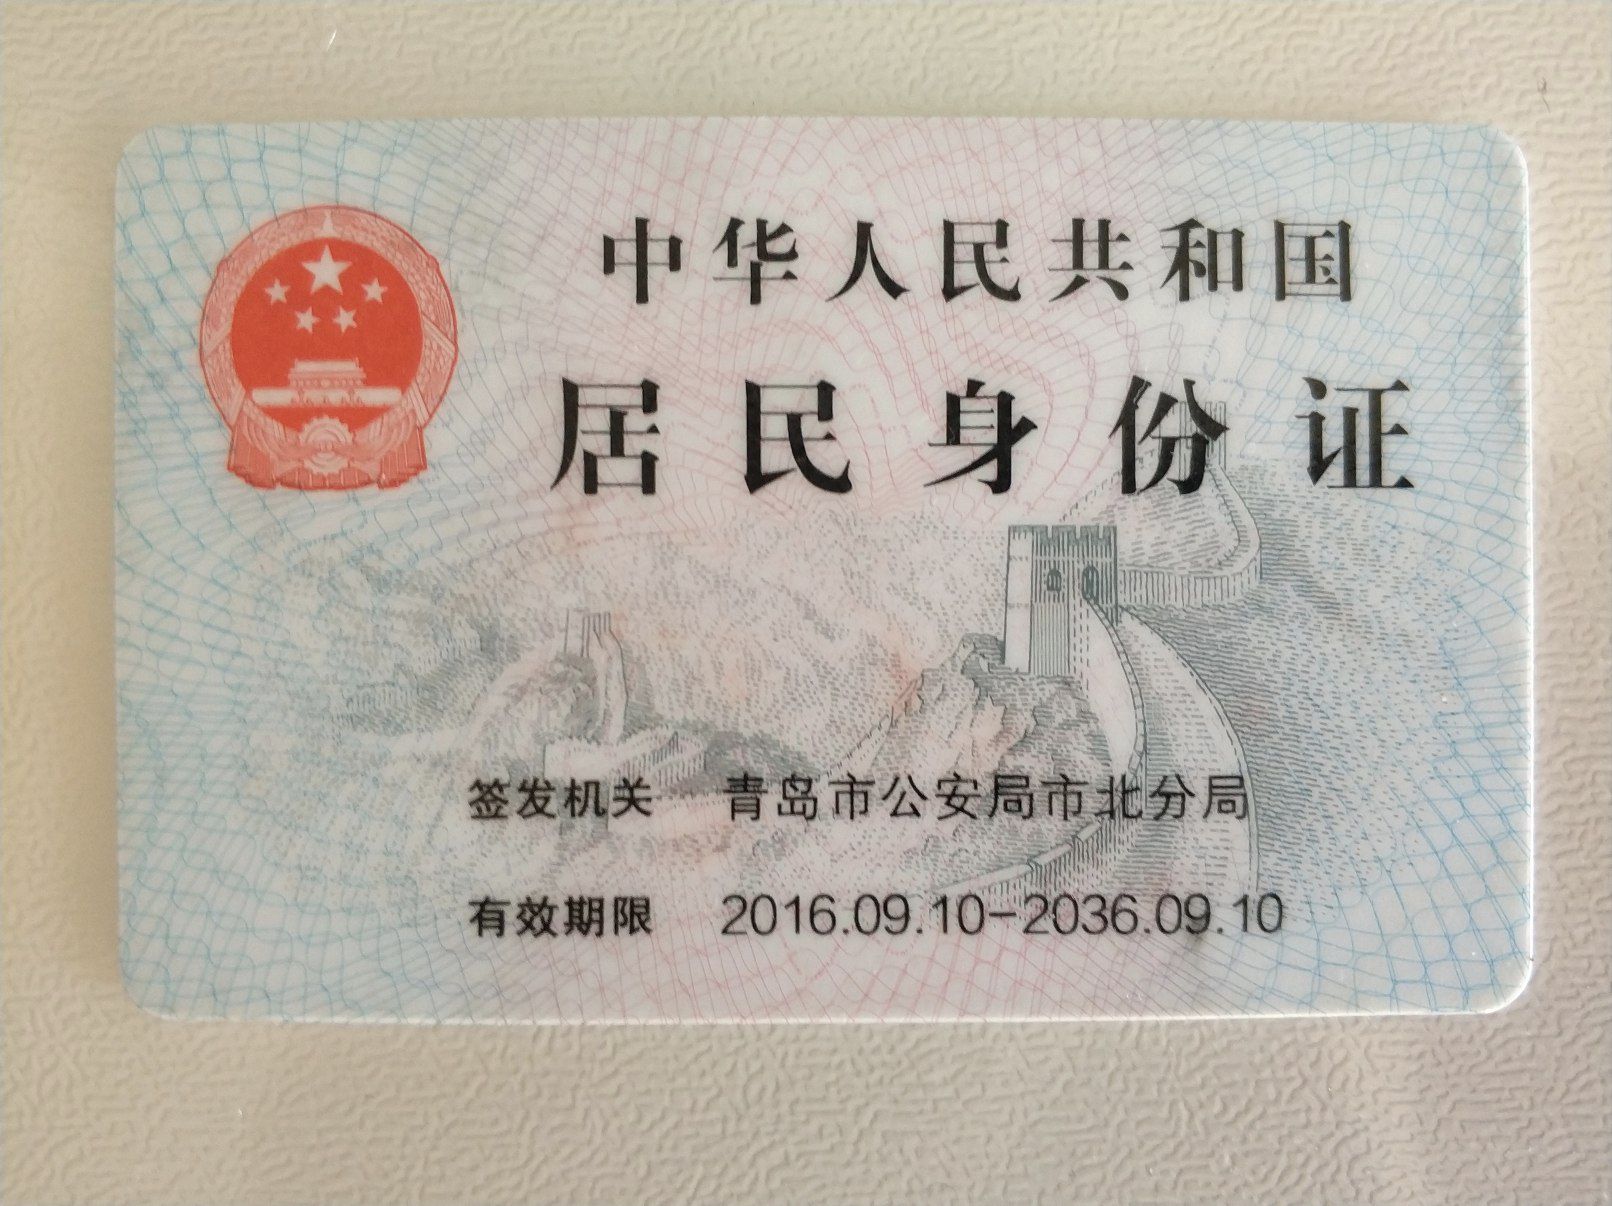 中华人民共和国
居民身份证
签发机关 青岛市公安局市北分局
有效期限 2016.09.10-2036.09.10